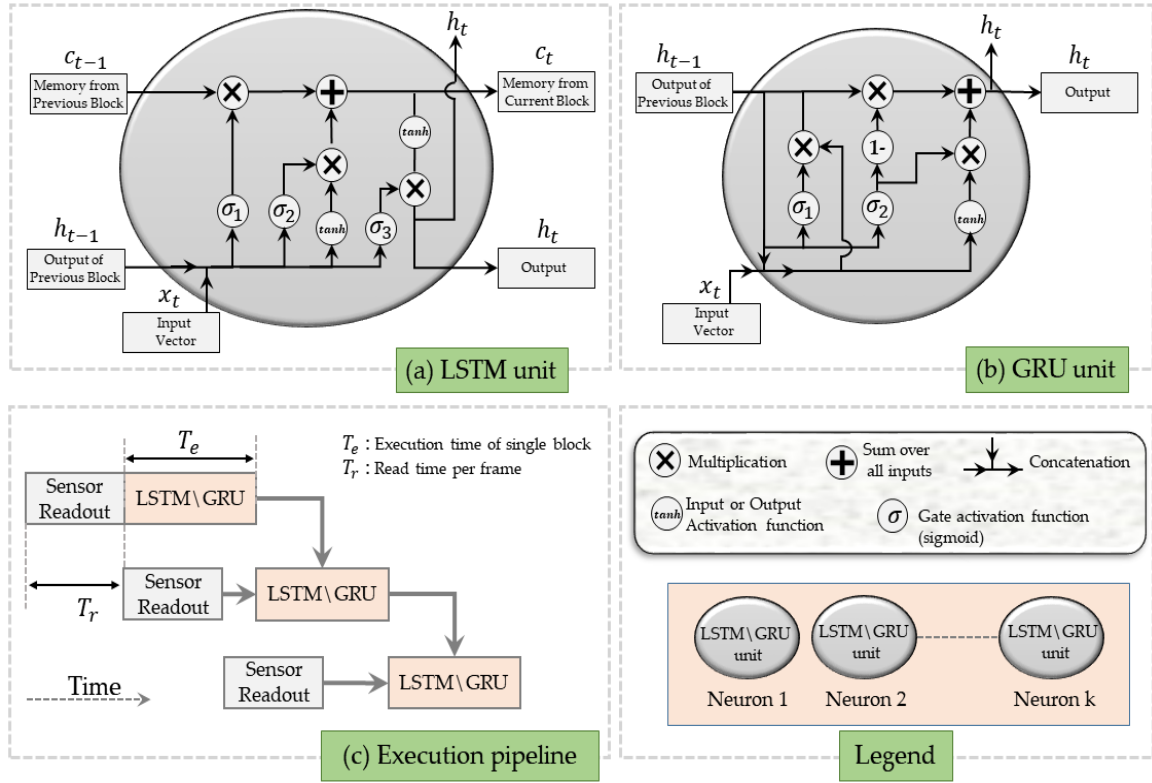 c_{t−1}
Memory from
Previous Block
h_t
c_t
Memory from
Current Block
tanh
σ₁
σ₂
tanh
σ₃
h_{t−1}
Output of
Previous Block
x_t
Input
Vector
h_t
Output
(a) LSTM unit
h_{t−1}
Output of
Previous Block
h_t
h_t
Output
1-
σ₁
σ₂
tanh
x_t
Input
Vector
(b) GRU unit
T_e
T_e : Execution time of single block
T_r : Read time per frame
Sensor
Readout
LSTM\GRU
T_r
Sensor
Readout
LSTM\GRU
Sensor
Readout
LSTM\GRU
Time
(c) Execution pipeline
Multiplication
Sum over
all inputs
Concatenation
tanh
Input or Output
Activation function
σ
Gate activation function
(sigmoid)
LSTM\GRU
unit
LSTM\GRU
unit
LSTM\GRU
unit
Neuron 1
Neuron 2
Neuron k
Legend